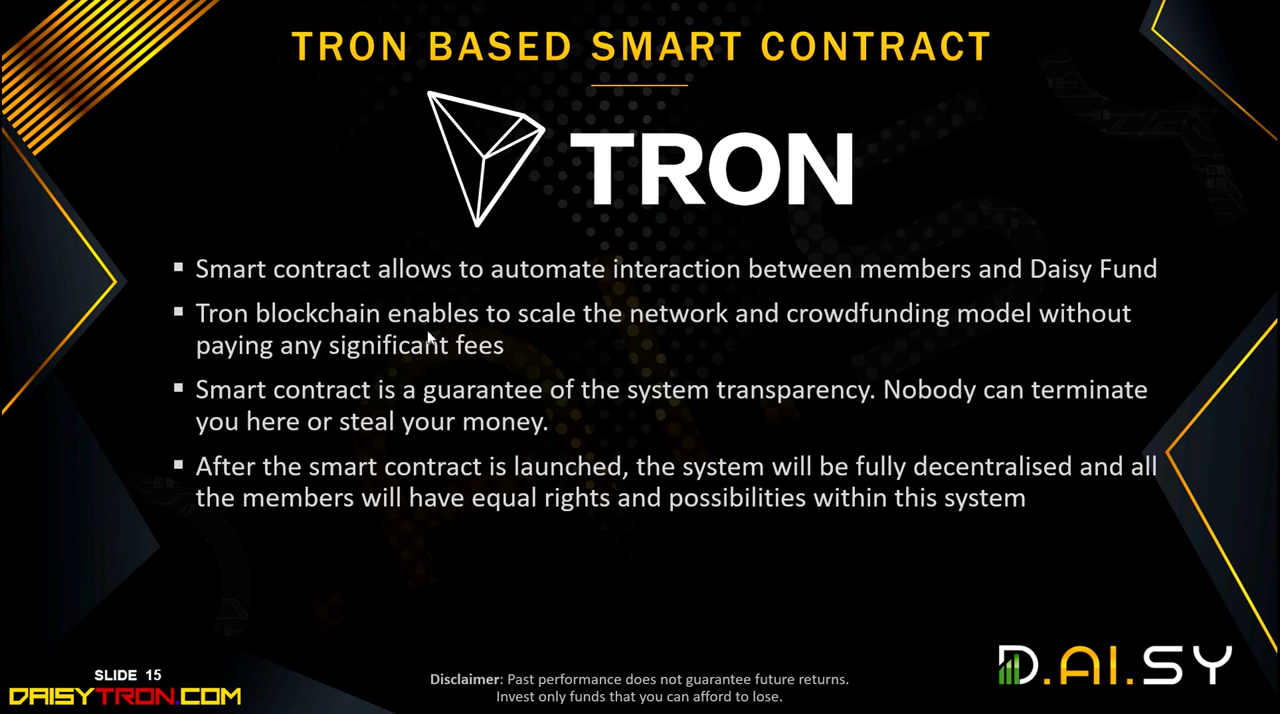 TRON BASED SMART CONTRACT
TRON
▪ Smart contract allows to automate interaction between members and Daisy Fund
▪ Tron blockchain enables to scale the network and crowdfunding model without
paying any significant fees
▪ Smart contract is a guarantee of the system transparency. Nobody can terminate
you here or steal your money.
▪ After the smart contract is launched, the system will be fully decentralised and all
the members will have equal rights and possibilities within this system
SLIDE 15
DAISYTRON.COM
Disclaimer: Past performance does not guarantee future returns.
Invest only funds that you can afford to lose.
D.AI.SY